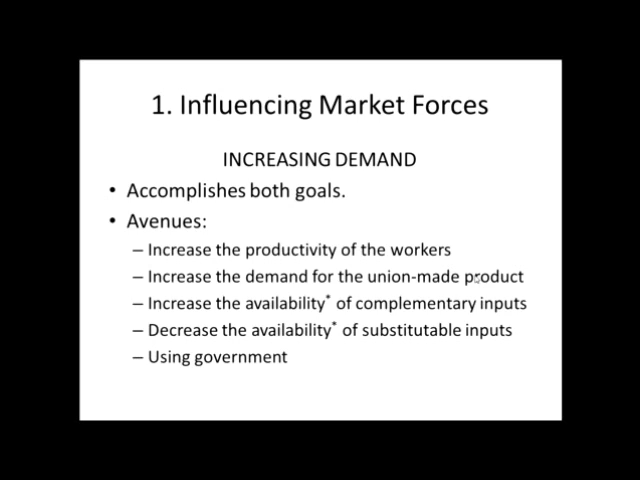 1. Influencing Market Forces
INCREASING DEMAND
• Accomplishes both goals.
• Avenues:
– Increase the productivity of the workers
– Increase the demand for the union-made product
– Increase the availability* of complementary inputs
– Decrease the availability* of substitutable inputs
– Using government